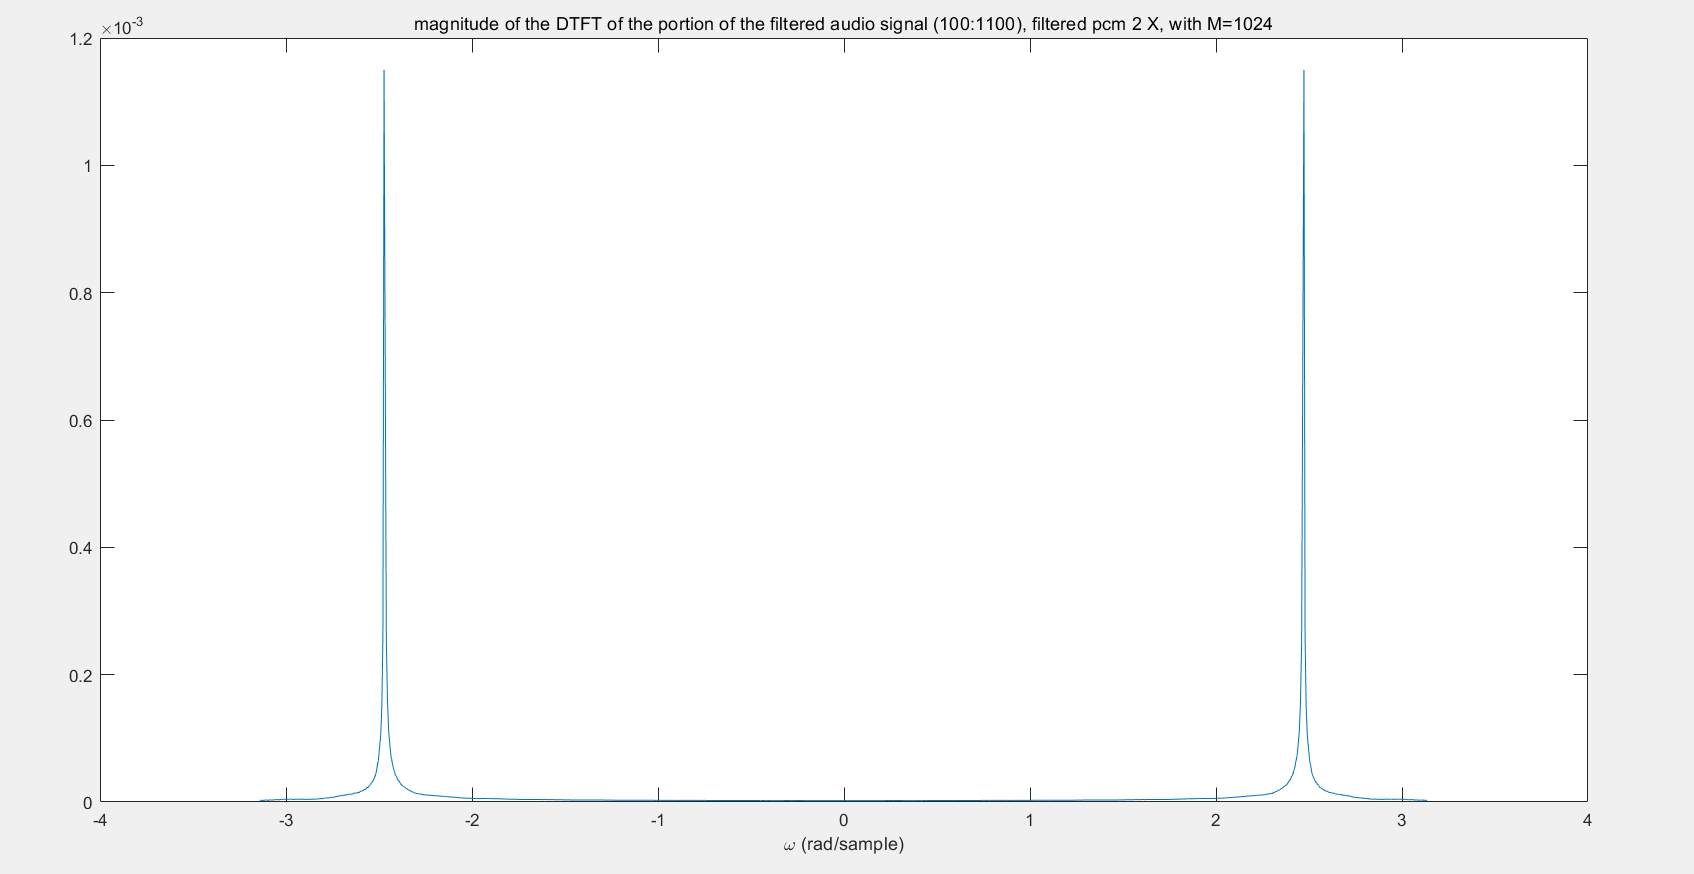 magnitude of the DTFT of the portion of the filtered audio signal (100:1100), filtered pcm 2 X, with M=1024
×10-3
1.2
1
0.8
0.6
0.4
0.2
0
-4 -3 -2 -1 0 1 2 3 4
ω (rad/sample)